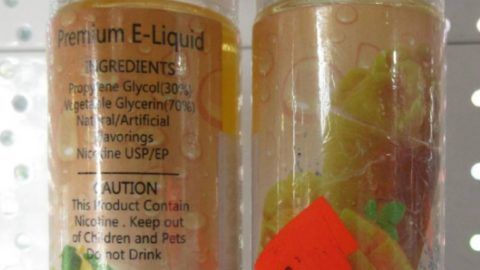 Premium E-Liquid
INGREDIENTS
Propylene Glycol(30%)
Vegetable Glycerin(70%)
Natural/Artificial
Flavorings
Nicotine USP/EP
CAUTION
This Product Contain
Nicotine . Keep out
of Children and Pets
Do not Drink